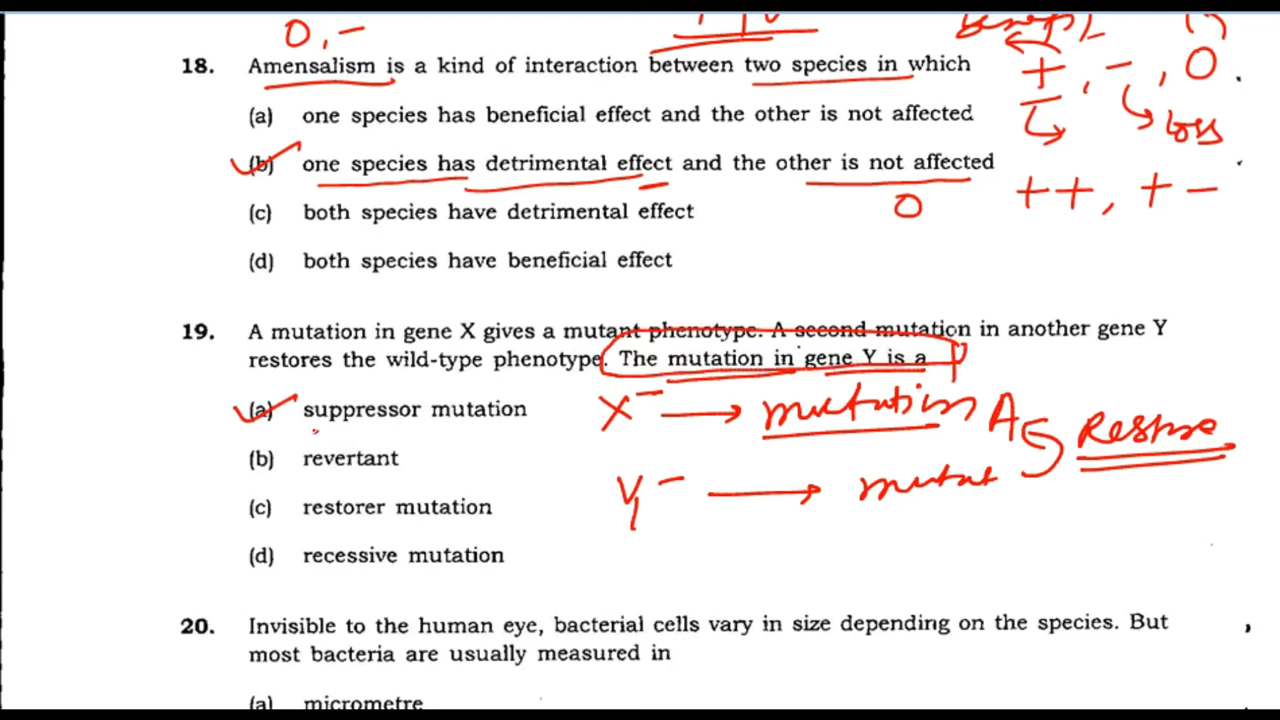 0, -
18. Amensalism is a kind of interaction between two species in which
+, -, 0
(a) one species has beneficial effect and the other is not affected
loss
(b) one species has detrimental effect and the other is not affected
++, + -
(c) both species have detrimental effect
0
(d) both species have beneficial effect
19. A mutation in gene X gives a mutant phenotype. A second mutation in another gene Y
restores the wild-type phenotype. The mutation in gene Y is a
(a) suppressor mutation
X⁻ → mutation
Restore
(b) revertant
Y⁻ → mutat
(c) restorer mutation
(d) recessive mutation
20. Invisible to the human eye, bacterial cells vary in size depending on the species. But
most bacteria are usually measured in
(a) micrometre